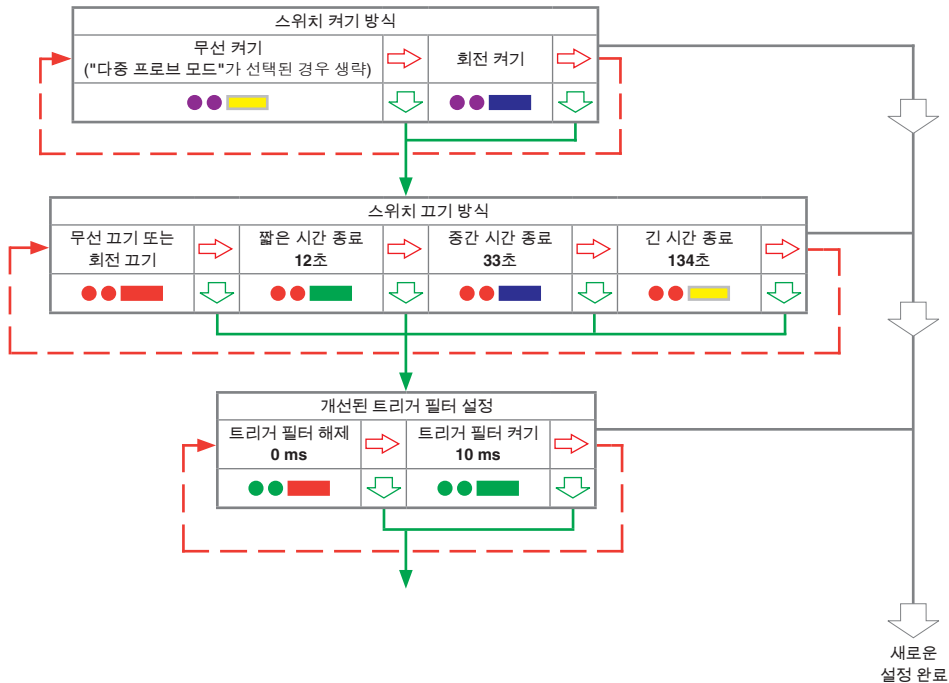 스위치 켜기 방식
무선 켜기
("다중 프로브 모드"가 선택된 경우 생략)
회전 켜기
스위치 끄기 방식
무선 끄기 또는
회전 끄기
짧은 시간 종료
12초
중간 시간 종료
33초
긴 시간 종료
134초
개선된 트리거 필터 설정
트리거 필터 해제
0 ms
트리거 필터 켜기
10 ms
새로운
설정 완료